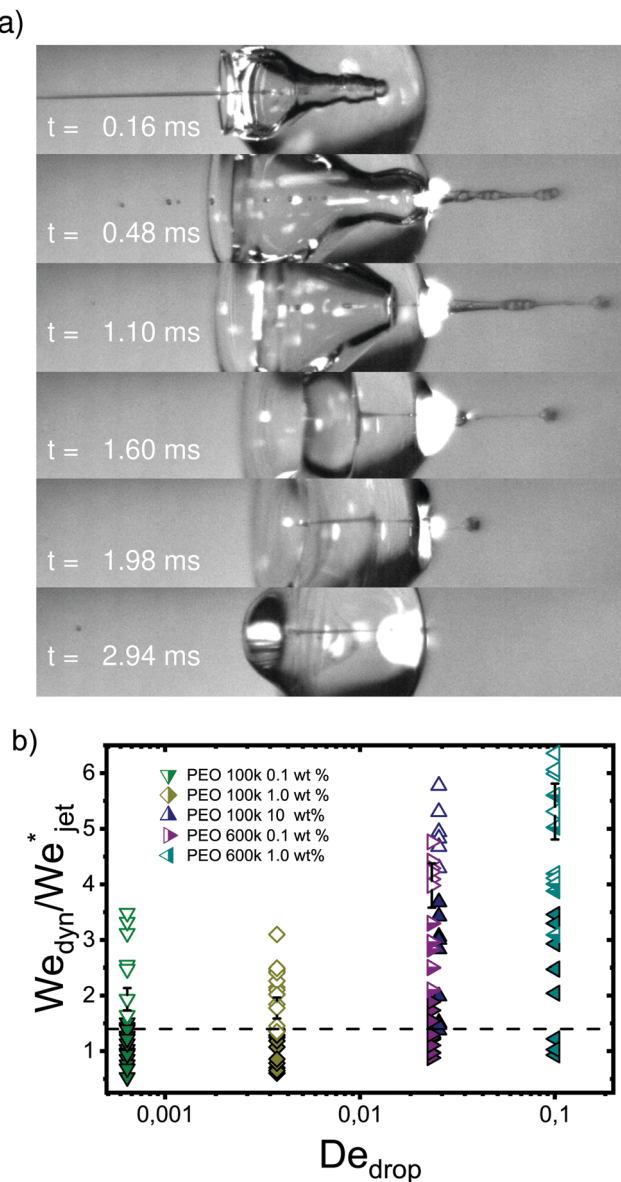 a)
t = 0.16 ms
t = 0.48 ms
t = 1.10 ms
t = 1.60 ms
t = 1.98 ms
t = 2.94 ms
b)
PEO 100k 0.1 wt %
PEO 100k 1.0 wt%
PEO 100k 10 wt%
PEO 600k 0.1 wt %
PEO 600k 1.0 wt%
6
5
4
3
2
1
We_dyn/We*_jet
0,001 0,01 0,1
De_drop